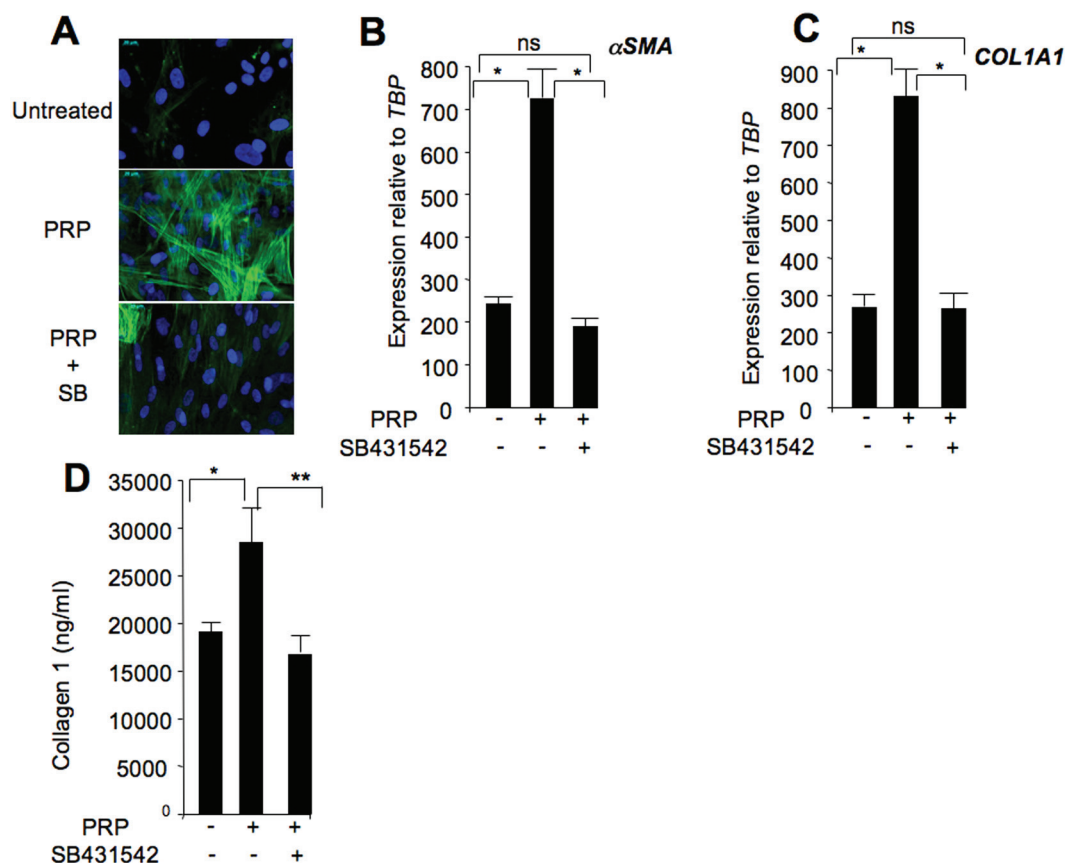 A
Untreated
PRP
PRP
+
SB
B
ns
αSMA
*
*
Expression relative to TBP
800
700
600
500
400
300
200
100
0
PRP - + +
SB431542 - - +
C
ns
COL1A1
*
*
Expression relative to TBP
900
800
700
600
500
400
300
200
100
0
PRP - + +
SB431542 - - +
D
*
**
Collagen 1 (ng/ml)
35000
30000
25000
20000
15000
10000
5000
0
PRP - + +
SB431542 - - +